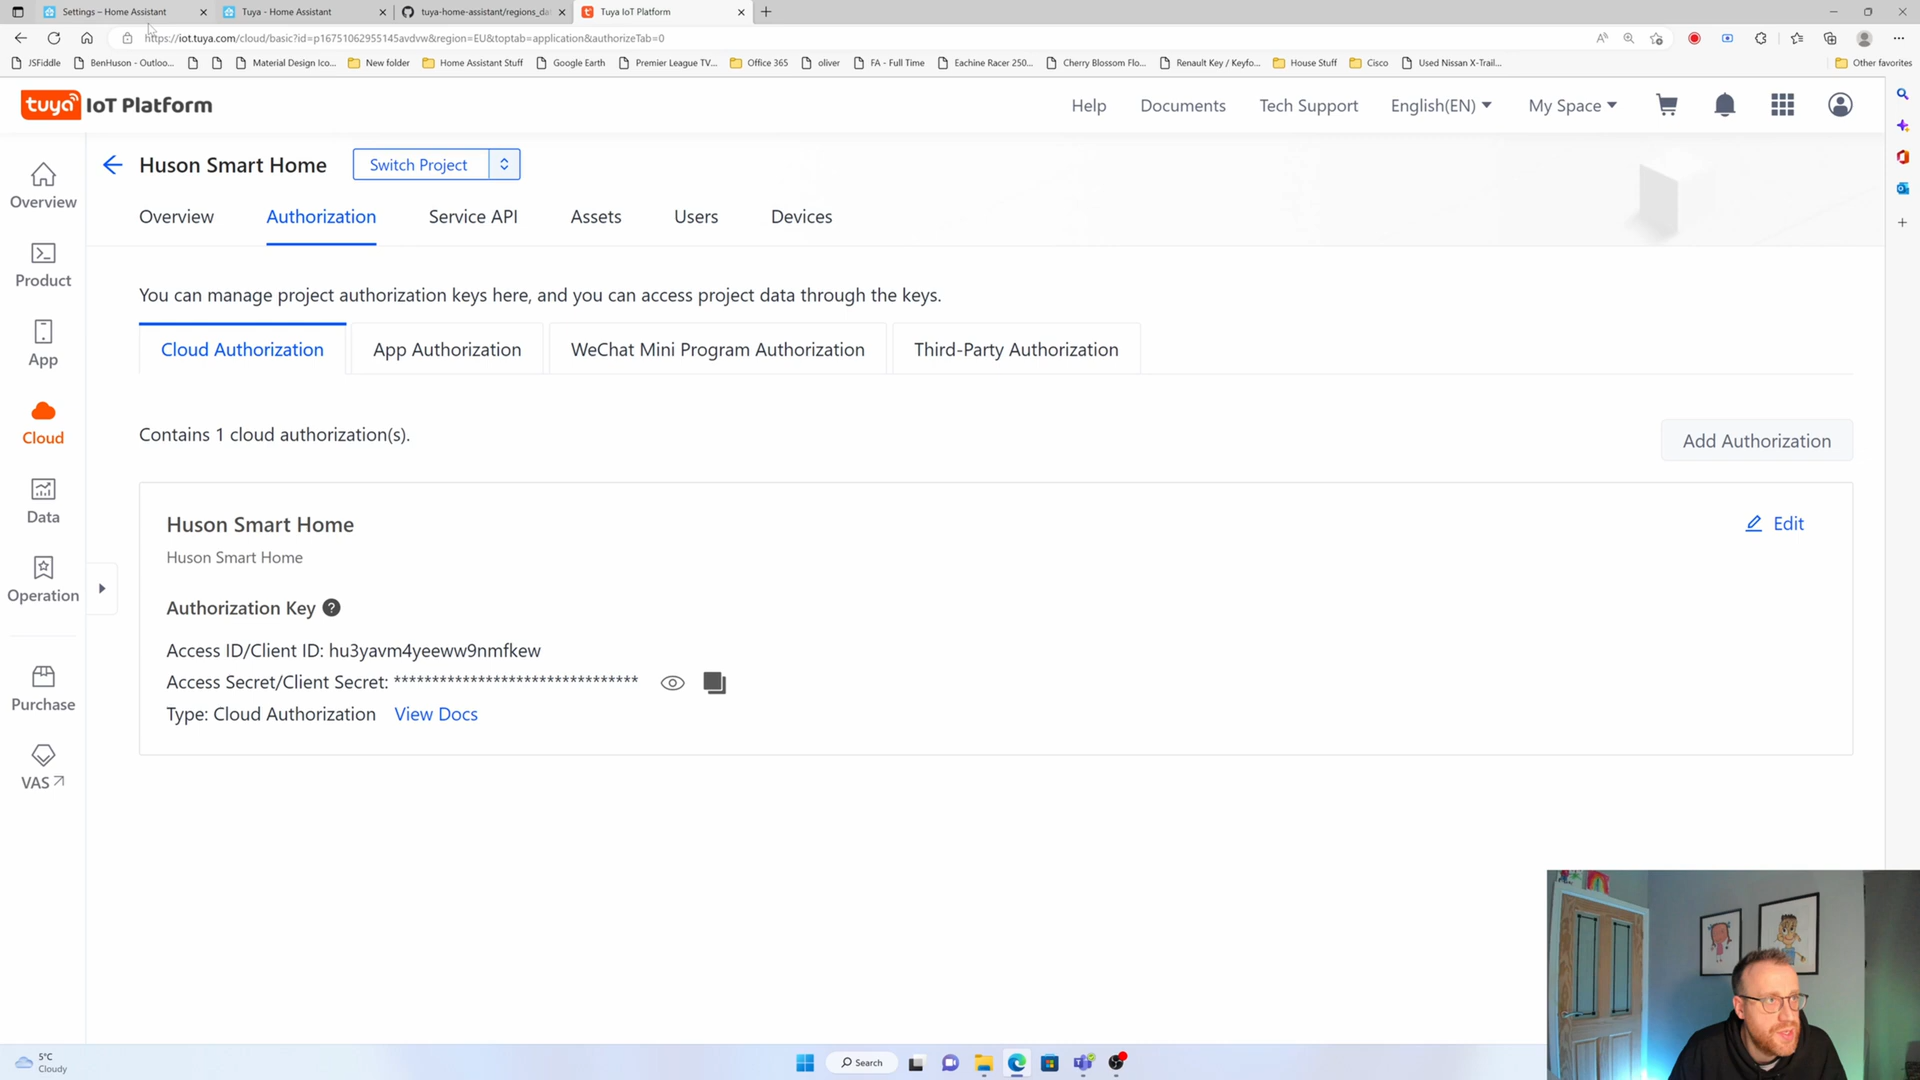 Settings – Home Assistant
Tuya - Home Assistant
tuya-home-assistant/regions_da
Tuya IoT Platform
https://iot.tuya.com/cloud/basic?id=p16751062955145avdvw&region=EU&toptab=application&authorizeTab=0
JSFiddle
BenHuson - Outloo...
Material Design Ico...
New folder
Home Assistant Stuff
Google Earth
Premier League TV...
Office 365
oliver
FA - Full Time
Eachine Racer 250...
Cherry Blossom Flo...
Renault Key / Keyfo...
House Stuff
Cisco
Used Nissan X-Trail...
Other favorites
tuya IoT Platform
Help
Documents
Tech Support
English(EN)
My Space
Overview
Product
App
Cloud
Data
Operation
Purchase
VAS
Huson Smart Home
Switch Project
Overview
Authorization
Service API
Assets
Users
Devices
You can manage project authorization keys here, and you can access project data through the keys.
Cloud Authorization
App Authorization
WeChat Mini Program Authorization
Third-Party Authorization
Contains 1 cloud authorization(s).
Add Authorization
Huson Smart Home
Edit
Huson Smart Home
Authorization Key
Access ID/Client ID: hu3yavm4yeeww9nmfkew
Access Secret/Client Secret: ********************************
Type: Cloud Authorization View Docs
5°C
Cloudy
Search